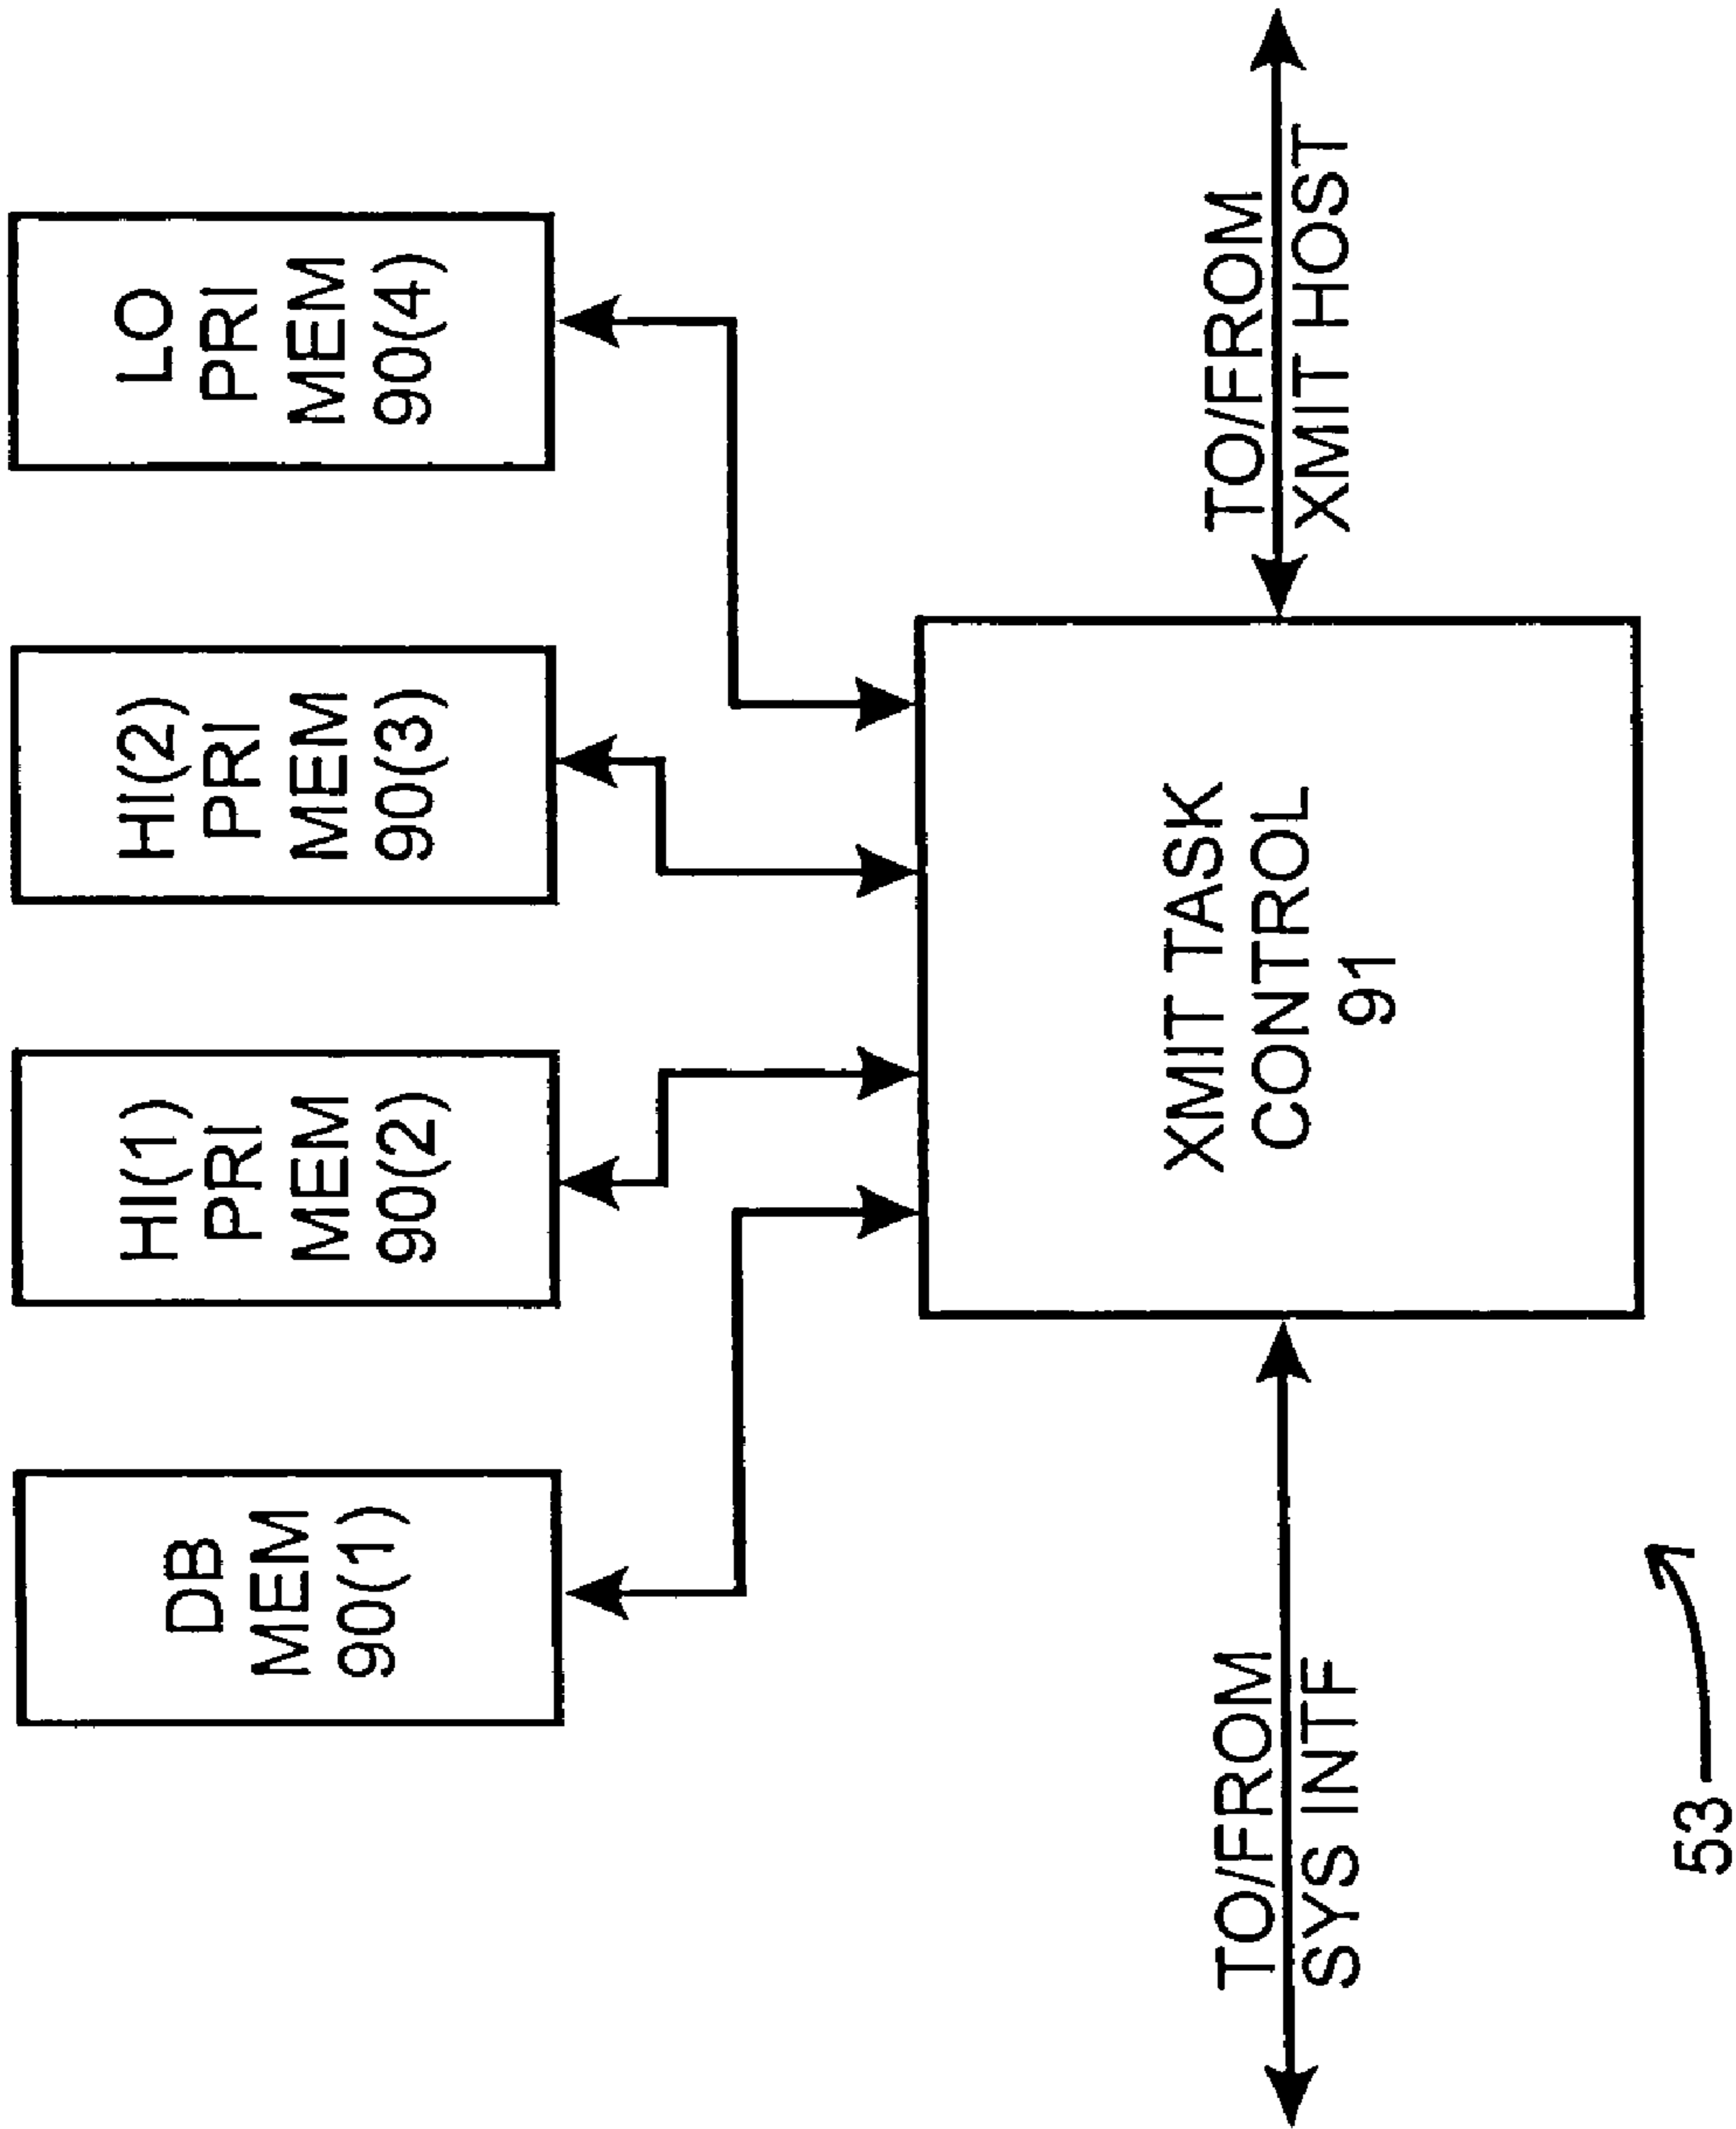 DB
MEM
90(1)
HI(1)
PRI
MEM
90(2)
HI(2)
PRI
MEM
90(3)
LO
PRI
MEM
90(4)
TO/FROM
SYS INTF
XMIT TASK
CONTROL
91
TO/FROM
XMIT HOST
53